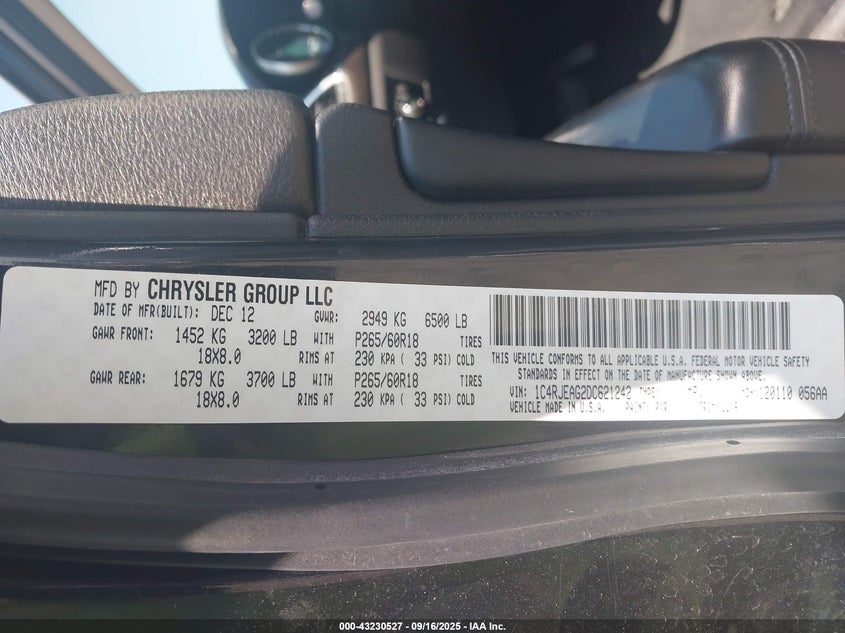 MFD BY CHRYSLER GROUP LLC
DATE OF MFR(BUILT): DEC 12 GVWR: 2949 KG 6500 LB
GAWR FRONT: 1452 KG 3200 LB WITH P265/60R18 TIRES
18X8.0 RIMS AT 230 KPA ( 33 PSI) COLD
GAWR REAR: 1679 KG 3700 LB WITH P265/60R18 TIRES
18X8.0 RIMS AT 230 KPA ( 33 PSI) COLD
THIS VEHICLE CONFORMS TO ALL APPLICABLE U.S.A. FEDERAL MOTOR VEHICLE SAFETY
STANDARDS IN EFFECT ON THE DATE OF MANUFACTURE SHOWN ABOVE.
VIN: 1C4RJEAG2DC621242 120110 056AA
VEHICLE MADE IN U.S.A.
000-43230527 - 09/16/2025 - IAA Inc.